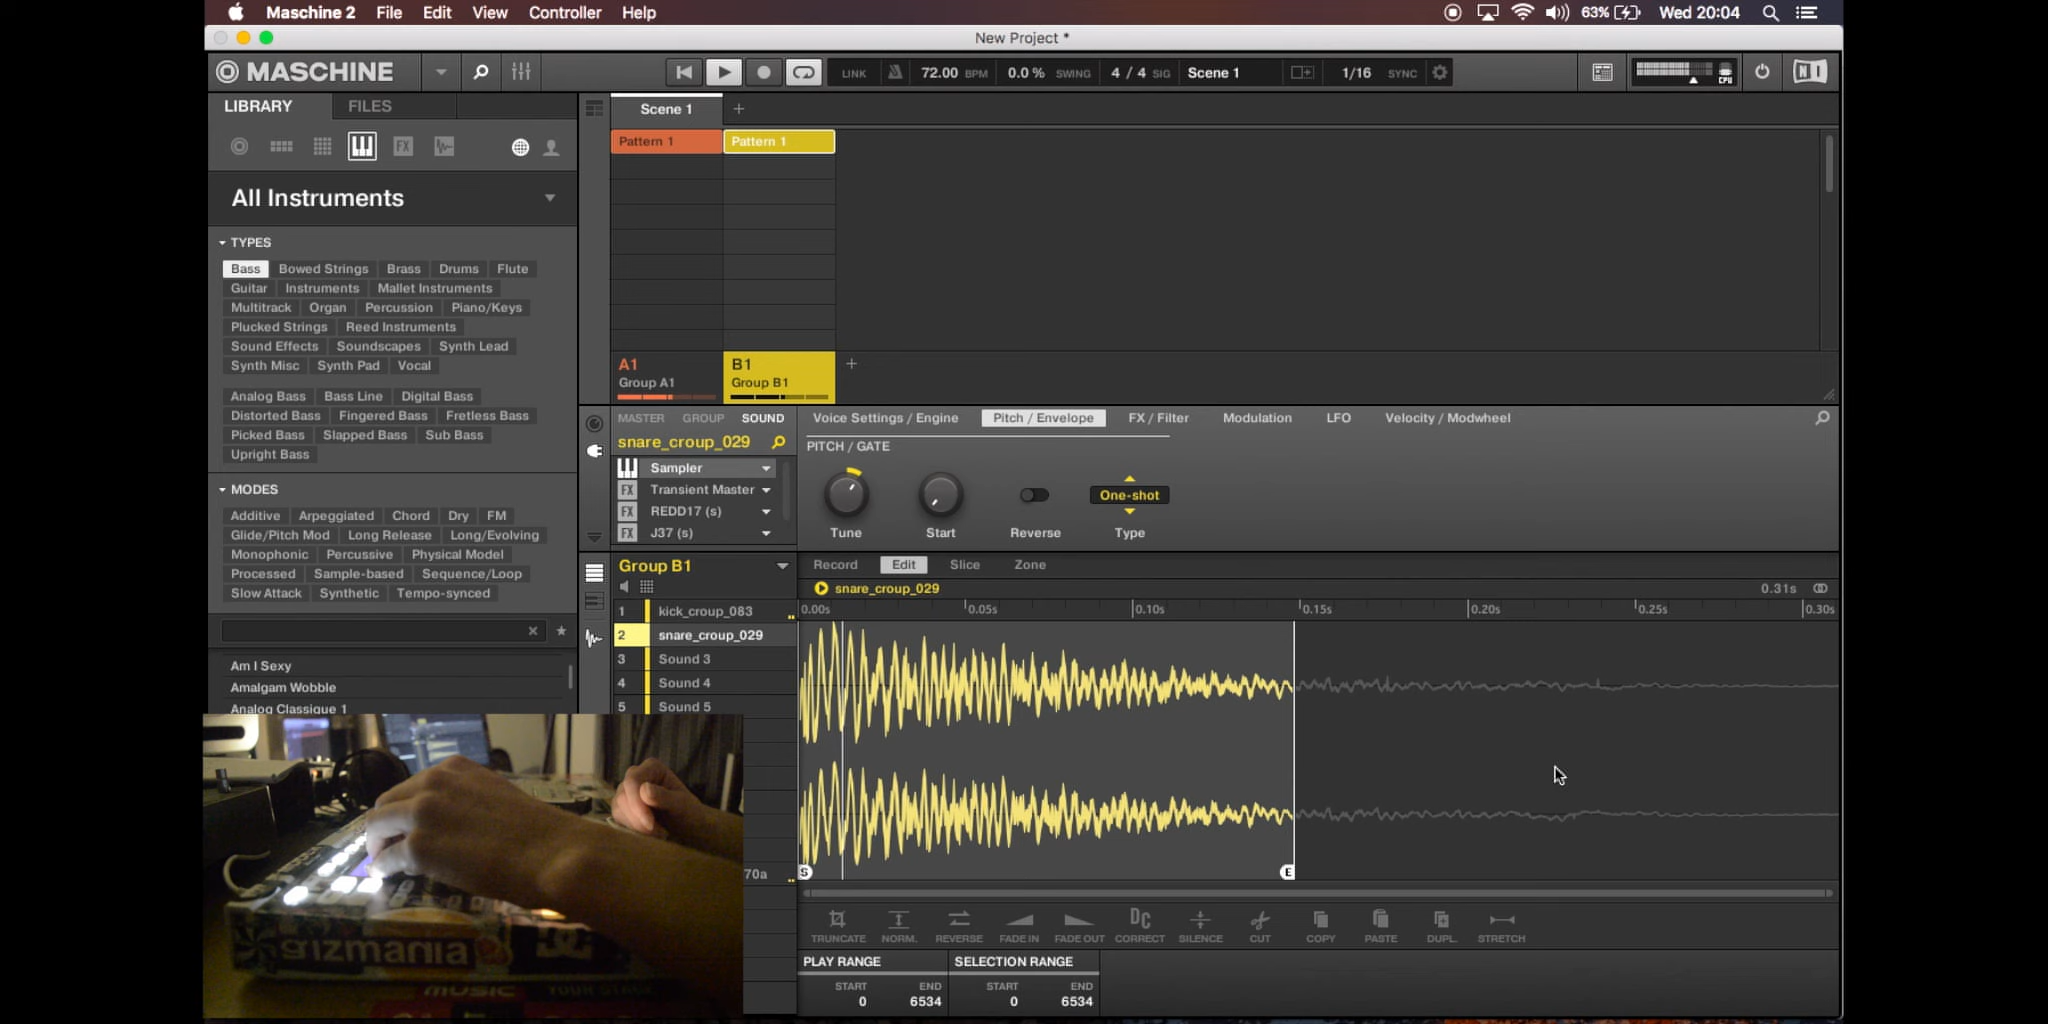 Maschine 2 File Edit View Controller Help 63% Wed 20:04
New Project *
MASCHINE LINK 72.00 BPM 0.0 % SWING 4 / 4 SIG Scene 1 1/16 SYNC CPU NI
LIBRARY FILES Scene 1 +
Pattern 1 Pattern 1
FX
All Instruments
TYPES
Bass Bowed Strings Brass Drums Flute
Guitar Instruments Mallet Instruments
Multitrack Organ Percussion Piano/Keys
Plucked Strings Reed Instruments
Sound Effects Soundscapes Synth Lead
Synth Misc Synth Pad Vocal
Analog Bass Bass Line Digital Bass
Distorted Bass Fingered Bass Fretless Bass
Picked Bass Slapped Bass Sub Bass
Upright Bass
MODES
Additive Arpeggiated Chord Dry FM
Glide/Pitch Mod Long Release Long/Evolving
Monophonic Percussive Physical Model
Processed Sample-based Sequence/Loop
Slow Attack Synthetic Tempo-synced
Am I Sexy
Amalgam Wobble
Analog Classique 1
A1 B1 +
Group A1 Group B1
MASTER GROUP SOUND Voice Settings / Engine Pitch / Envelope FX / Filter Modulation LFO Velocity / Modwheel
snare_croup_029 PITCH / GATE
Sampler
FX Transient Master
FX REDD17 (s)
FX J37 (s)
One-shot
Tune Start Reverse Type
Group B1 Record Edit Slice Zone
snare_croup_029 0.31s
0.00s 0.05s 0.10s 0.15s 0.20s 0.25s 0.30s
1 kick_croup_083
2 snare_croup_029
3 Sound 3
4 Sound 4
5 Sound 5
70a
S E
DC
TRUNCATE NORM. REVERSE FADE IN FADE OUT CORRECT SILENCE CUT COPY PASTE DUPL. STRETCH
PLAY RANGE SELECTION RANGE
START END START END
0 6534 0 6534
gizmania
MUSIC YOUR STAGE